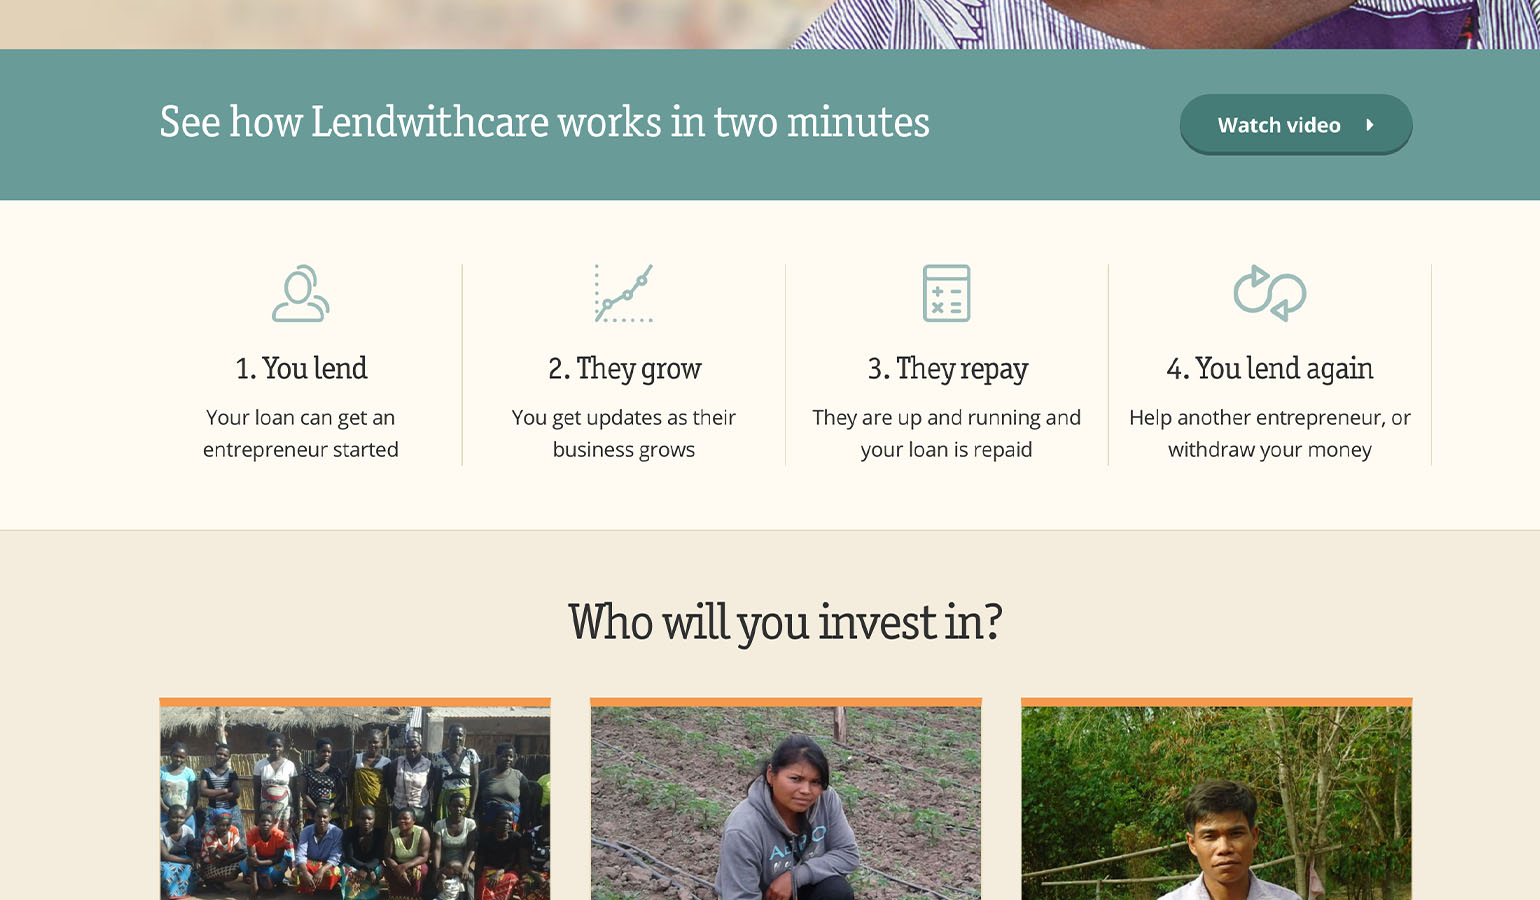 See how Lendwithcare works in two minutes
Watch video
1. You lend
Your loan can get an
entrepreneur started
2. They grow
You get updates as their
business grows
3. They repay
They are up and running and
your loan is repaid
4. You lend again
Help another entrepreneur, or
withdraw your money
Who will you invest in?